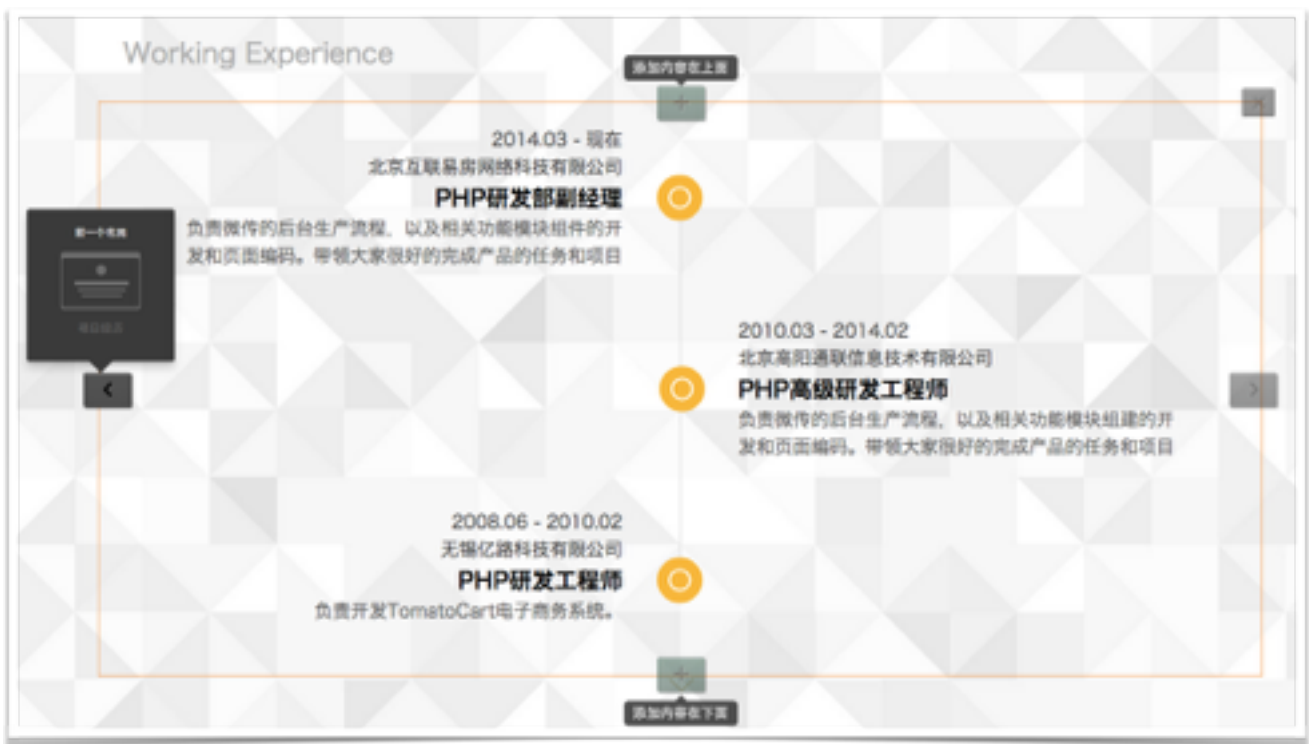 Working Experience
添加内容在上面
2014.03 - 现在
北京互联易房网络科技有限公司
PHP研发部副经理
负责微传的后台生产流程,以及相关功能模块组件的开
发和页面编码。带领大家很好的完成产品的任务和项目
前一个布局
2010.03 - 2014.02
北京高阳通联信息技术有限公司
PHP高级研发工程师
负责微传的后台生产流程,以及相关功能模块组建的开
发和页面编码。带领大家很好的完成产品的任务和项目
2008.06 - 2010.02
无锡亿路科技有限公司
PHP研发工程师
负责开发TomatoCart电子商务系统。
添加内容在下面